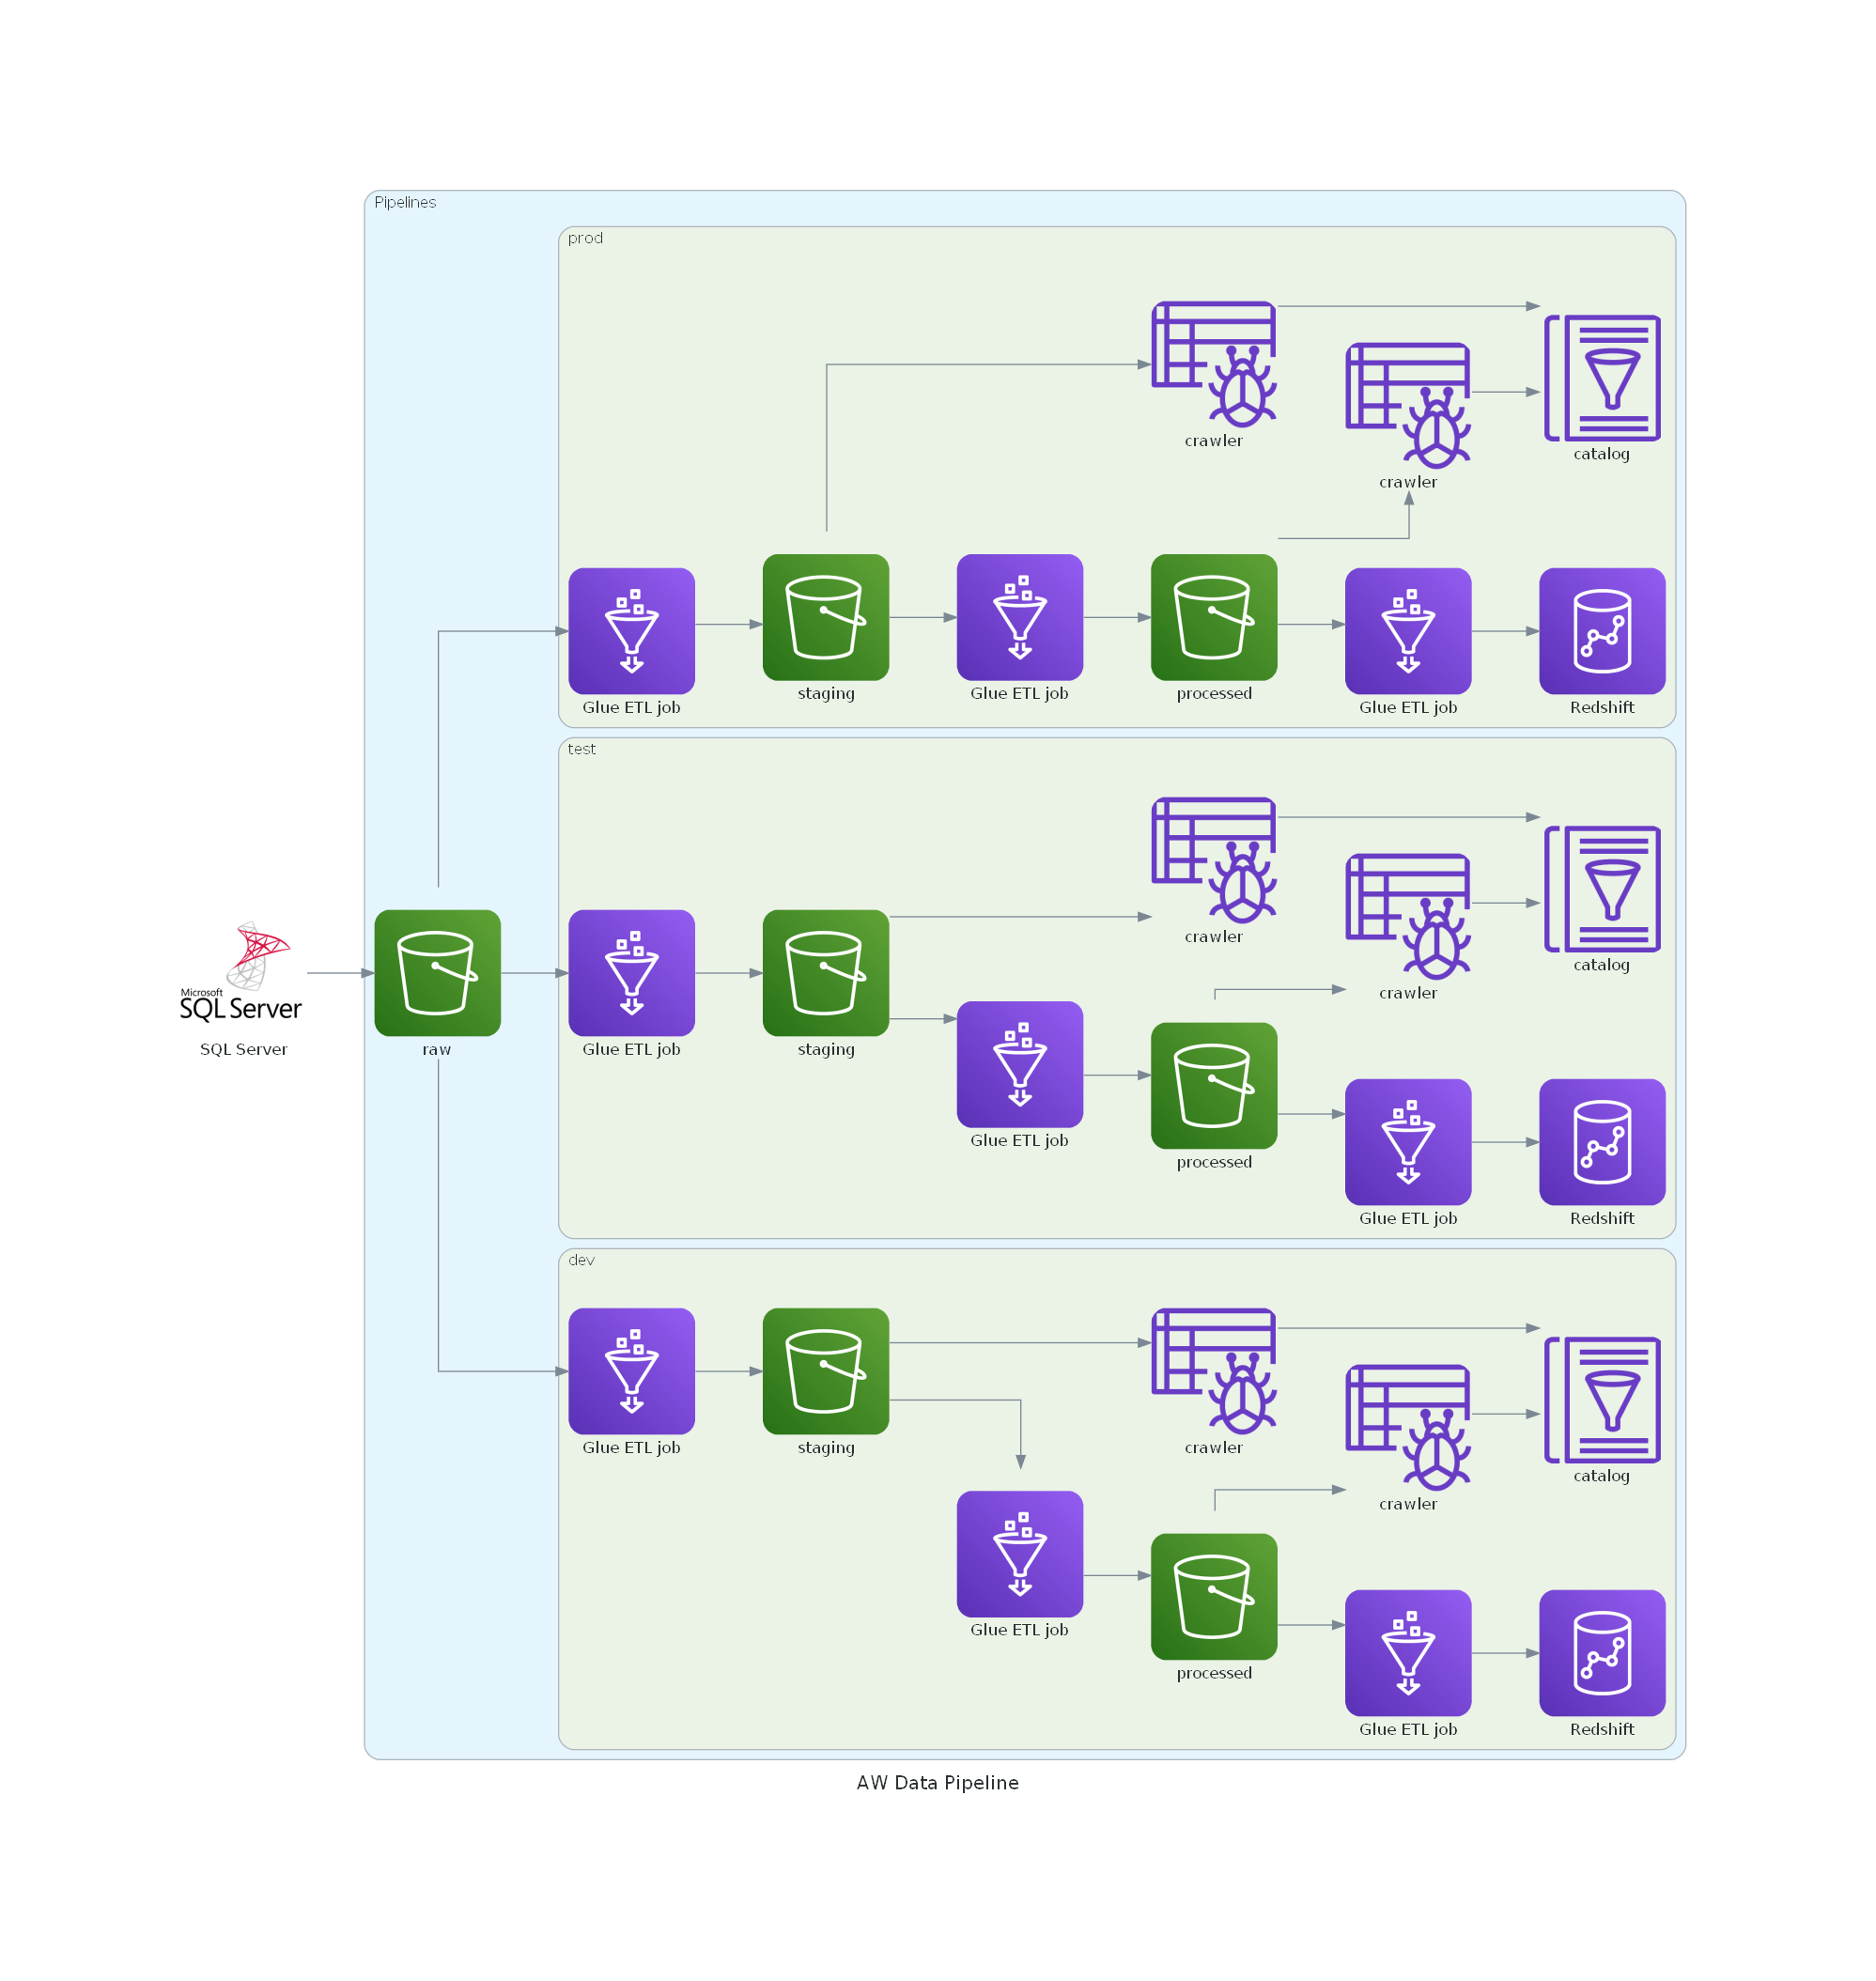 Pipelines
prod
crawler
crawler
catalog
Glue ETL job
staging
Glue ETL job
processed
Glue ETL job
Redshift
test
crawler
crawler
catalog
Microsoft
SQL Server
SQL Server
raw
Glue ETL job
staging
Glue ETL job
processed
Glue ETL job
Redshift
dev
Glue ETL job
staging
crawler
crawler
catalog
Glue ETL job
processed
Glue ETL job
Redshift
AW Data Pipeline